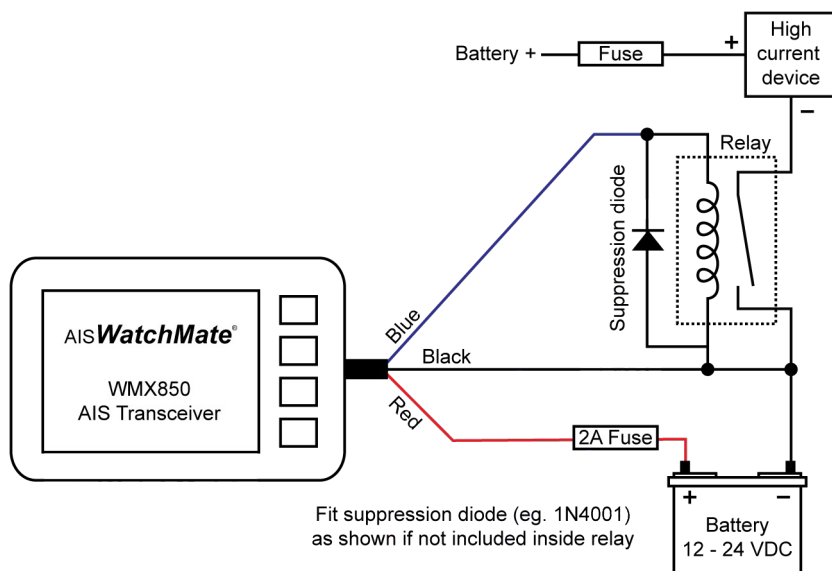 High
current
device
Battery +
Fuse
+
−
Relay
Suppression diode
Blue
Black
Red
AISWatchMate®
WMX850
AIS Transceiver
2A Fuse
+ −
Battery
12 - 24 VDC
Fit suppression diode (eg. 1N4001)
as shown if not included inside relay